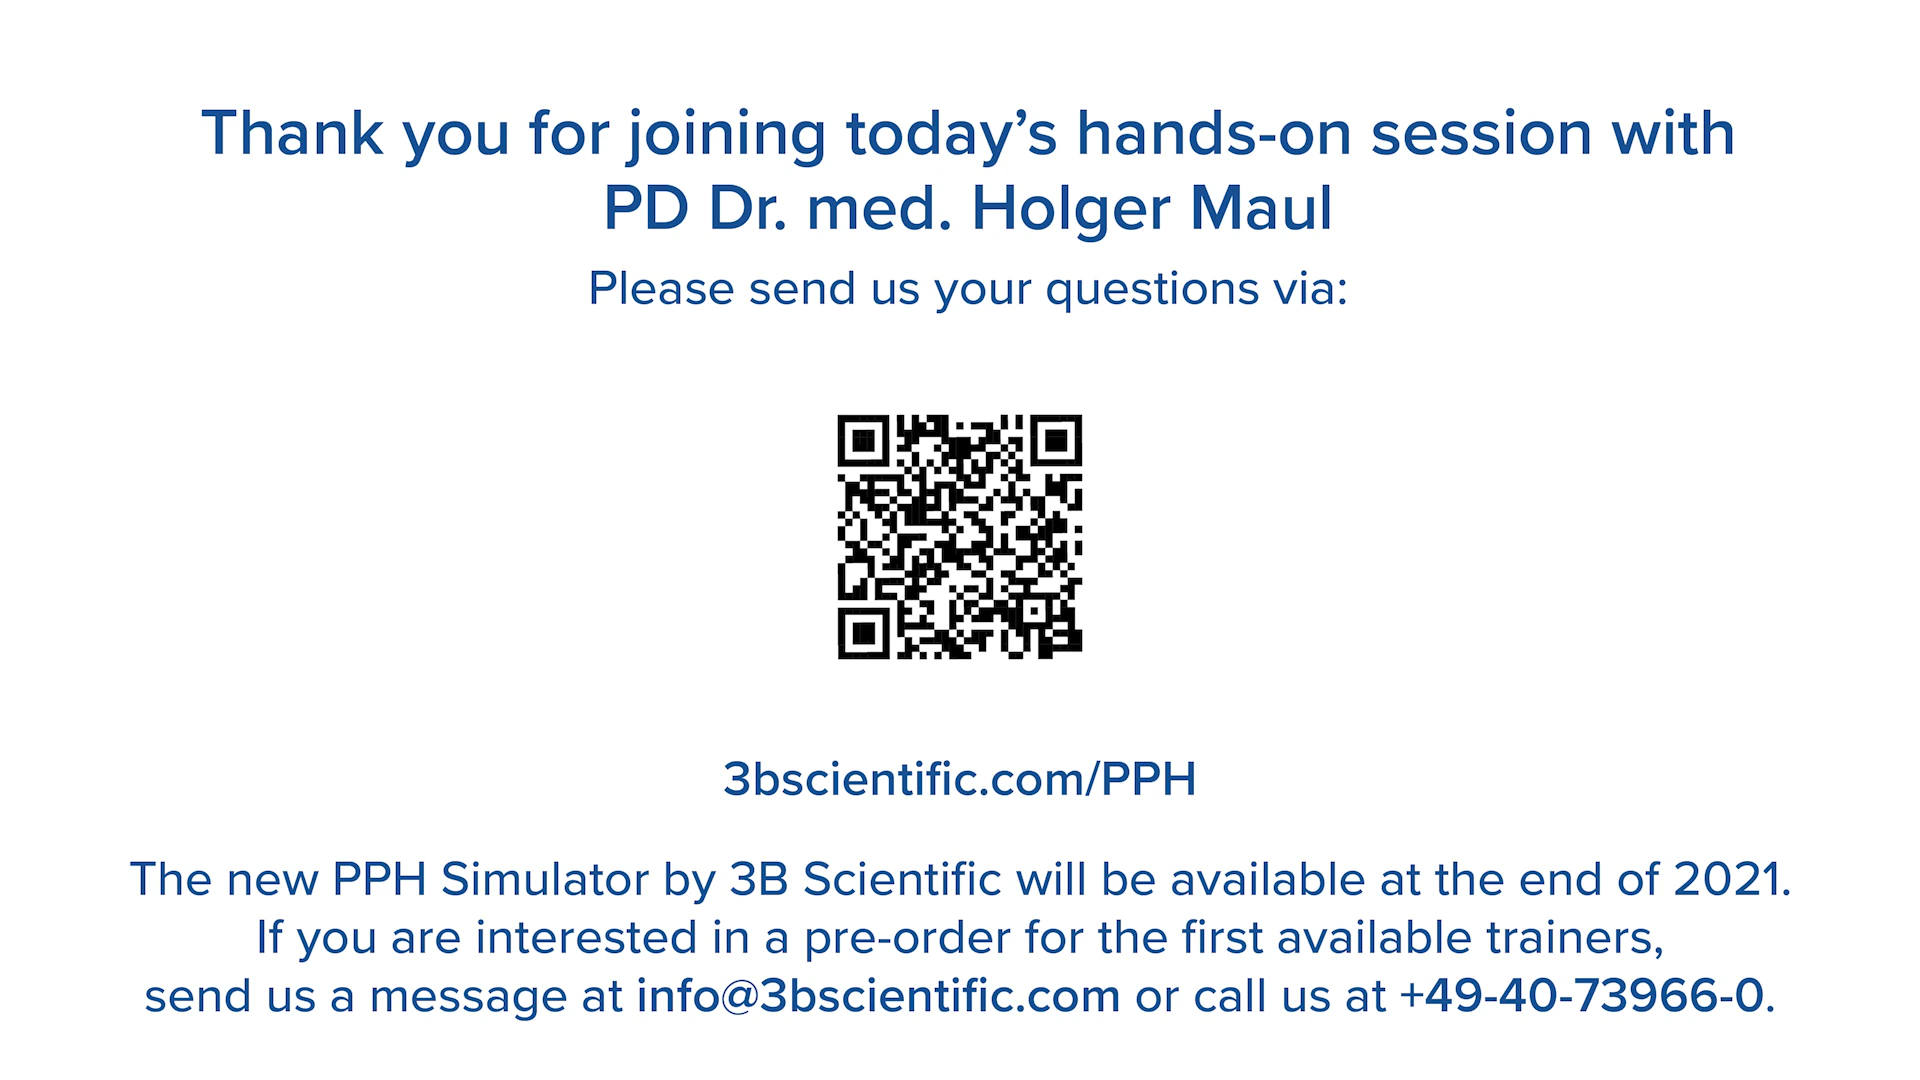 Thank you for joining today’s hands-on session with
PD Dr. med. Holger Maul
Please send us your questions via:
3bscientific.com/PPH
The new PPH Simulator by 3B Scientific will be available at the end of 2021.
If you are interested in a pre-order for the first available trainers,
send us a message at info@3bscientific.com or call us at +49-40-73966-0.